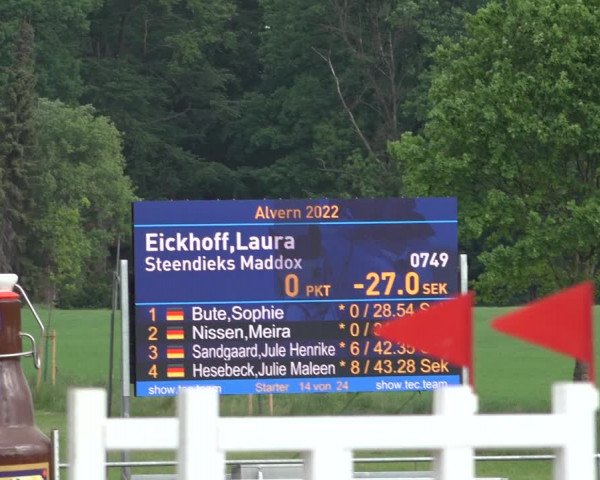 Alvern 2022
Eickhoff,Laura
Steendieks Maddox 0749
0 PKT -27.0 SEK
1 Bute,Sophie * 0 / 28.54
2 Nissen,Meira * 0 /
3 Sandgaard,Jule Henrike * 6 / 42.35
4 Hesebeck,Julie Maleen * 8 / 43.28 Sek
show.tec.team Starter 14 von 24 show.tec.team